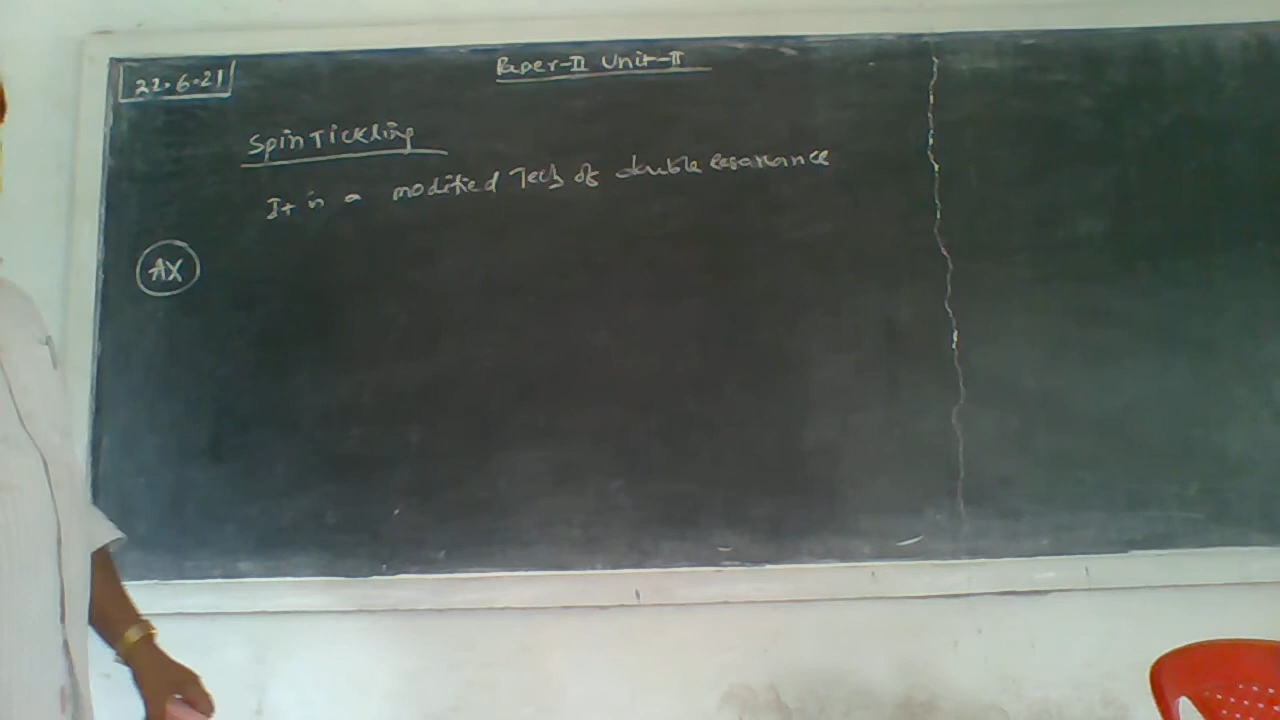 22.6.21
Paper-II Unit-II
Spin Tickling
It is a modified Tech of double Resonance
AX